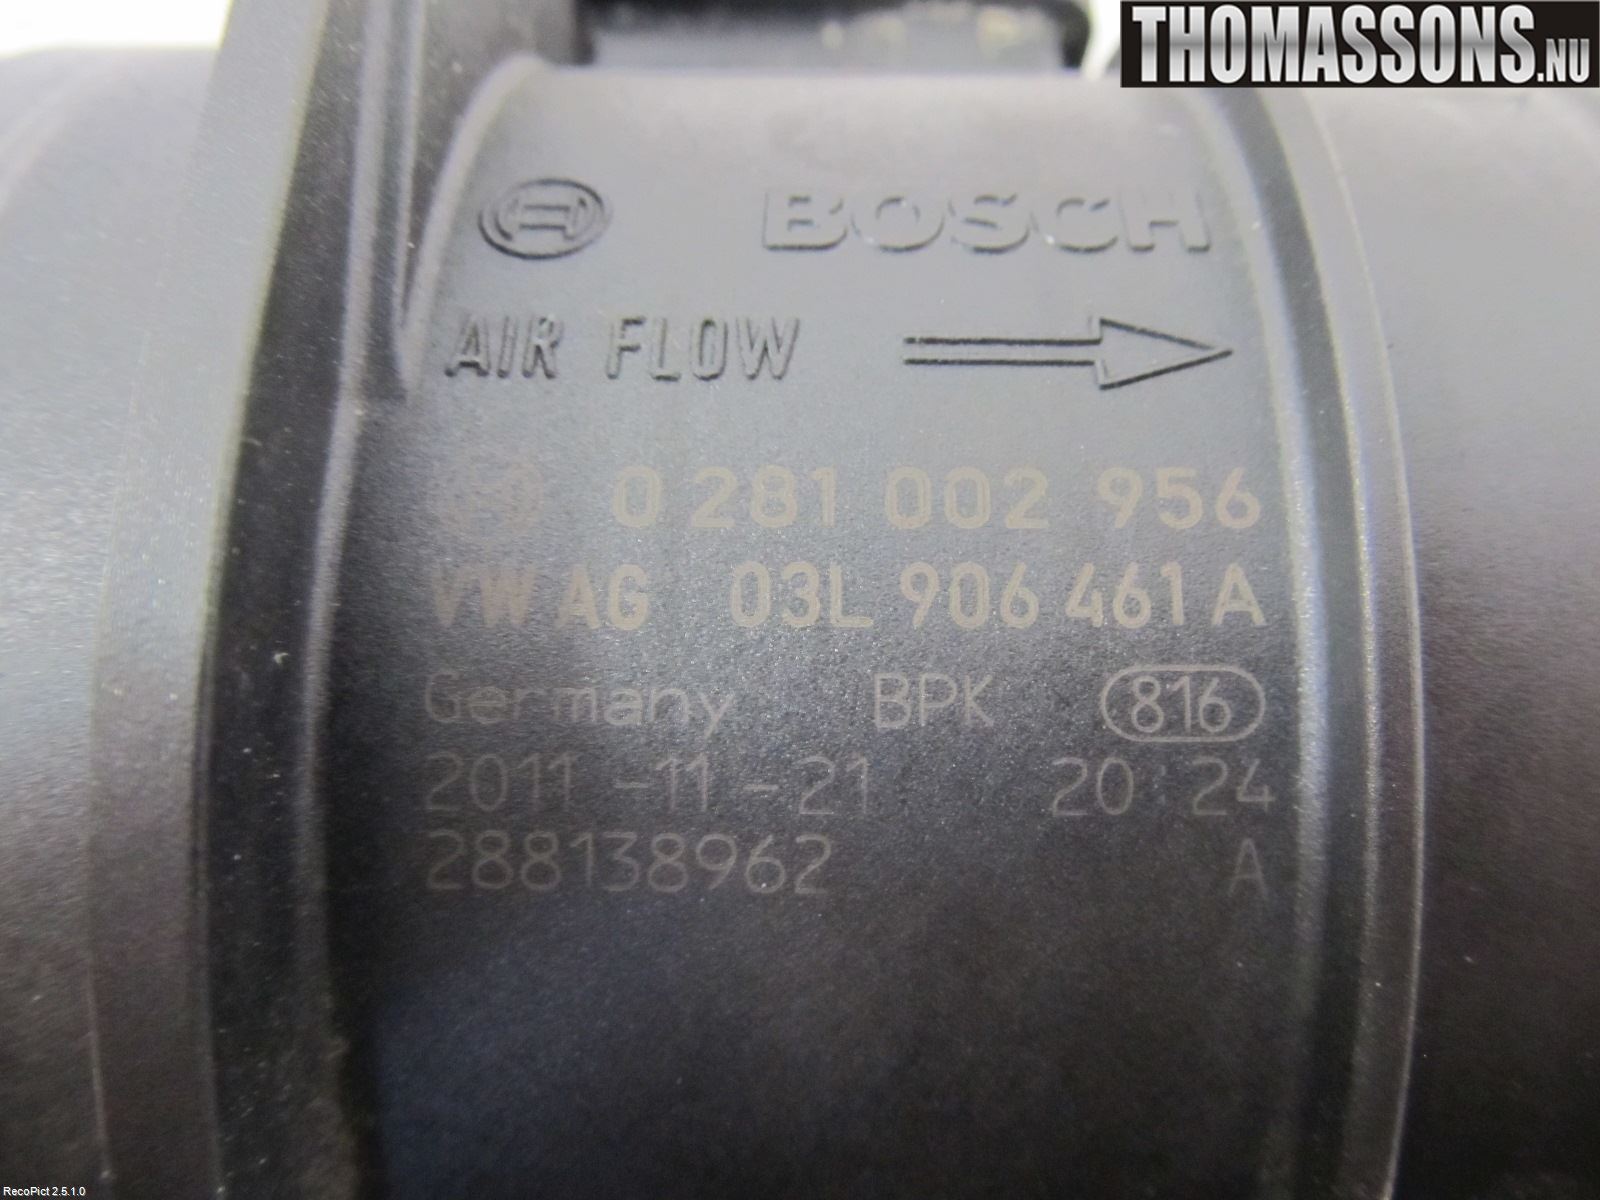 THOMASSONS.NU
BOSCH
AIR FLOW
0 281 002 956
VW AG 03L 906 461 A
Germany BPK 816
2011-11-21 20 24
288138962 A
RecoPict 2.5.1.0